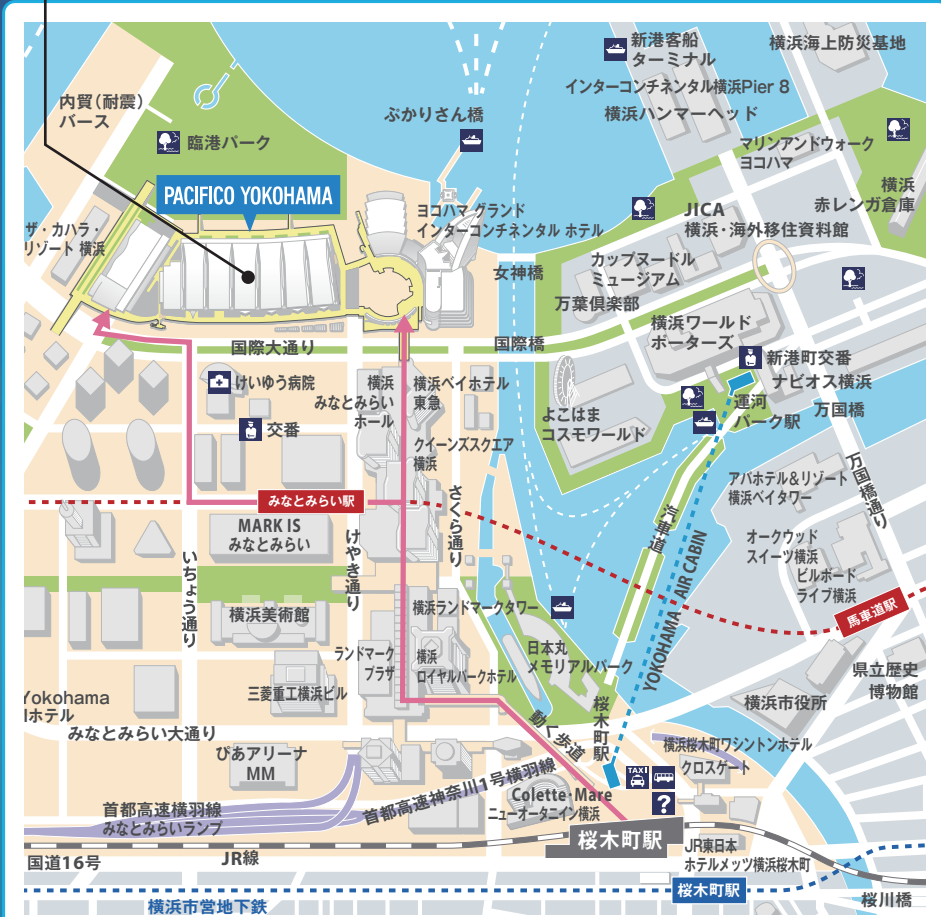 新港客船
ターミナル
横浜海上防災基地
インターコンチネンタル横浜Pier 8
横浜ハンマーヘッド
内貿(耐震)
バース
ぷかりさん橋
臨港パーク
マリンアンドウォーク
ヨコハマ
横浜
赤レンガ倉庫
PACIFICO YOKOHAMA
ザ・カハラ・
リゾート 横浜
ヨコハマ グランド
インターコンチネンタル ホテル
JICA
横浜・海外移住資料館
女神橋
カップヌードル
ミュージアム
万葉倶楽部
横浜ワールド
ポーターズ
国際大通り
国際橋
新港町交番
ナビオス横浜
けいゆう病院
横浜
みなとみらい
ホール
横浜ベイホテル
東急
運河
パーク駅
万国橋
よこはま
コスモワールド
交番
クイーンズスクエア
横浜
万国橋通り
アパホテル&リゾート
横浜ベイタワー
みなとみらい駅
さくら通り
汽車道
MARK IS
みなとみらい
けやき通り
いちょう通り
オークウッド
スイーツ横浜
ビルボード
ライブ横浜
YOKOHAMA AIR CABIN
馬車道駅
横浜美術館
横浜ランドマークタワー
日本丸
メモリアルパーク
ランドマーク
プラザ
横浜
ロイヤルパークホテル
県立歴史
博物館
三菱重工横浜ビル
Yokohama
ホテル
横浜市役所
桜木町駅
動く歩道
みなとみらい大通り
横浜桜木町ワシントンホテル
ぴあアリーナ
MM
クロスゲート
TAXI
?
首都高速神奈川1号横羽線
Colette・Mare
ニューオータニイン横浜
首都高速横羽線
みなとみらいランプ
桜木町駅
JR東日本
ホテルメッツ横浜桜木町
国道16号
JR線
桜木町駅
桜川橋
横浜市営地下鉄